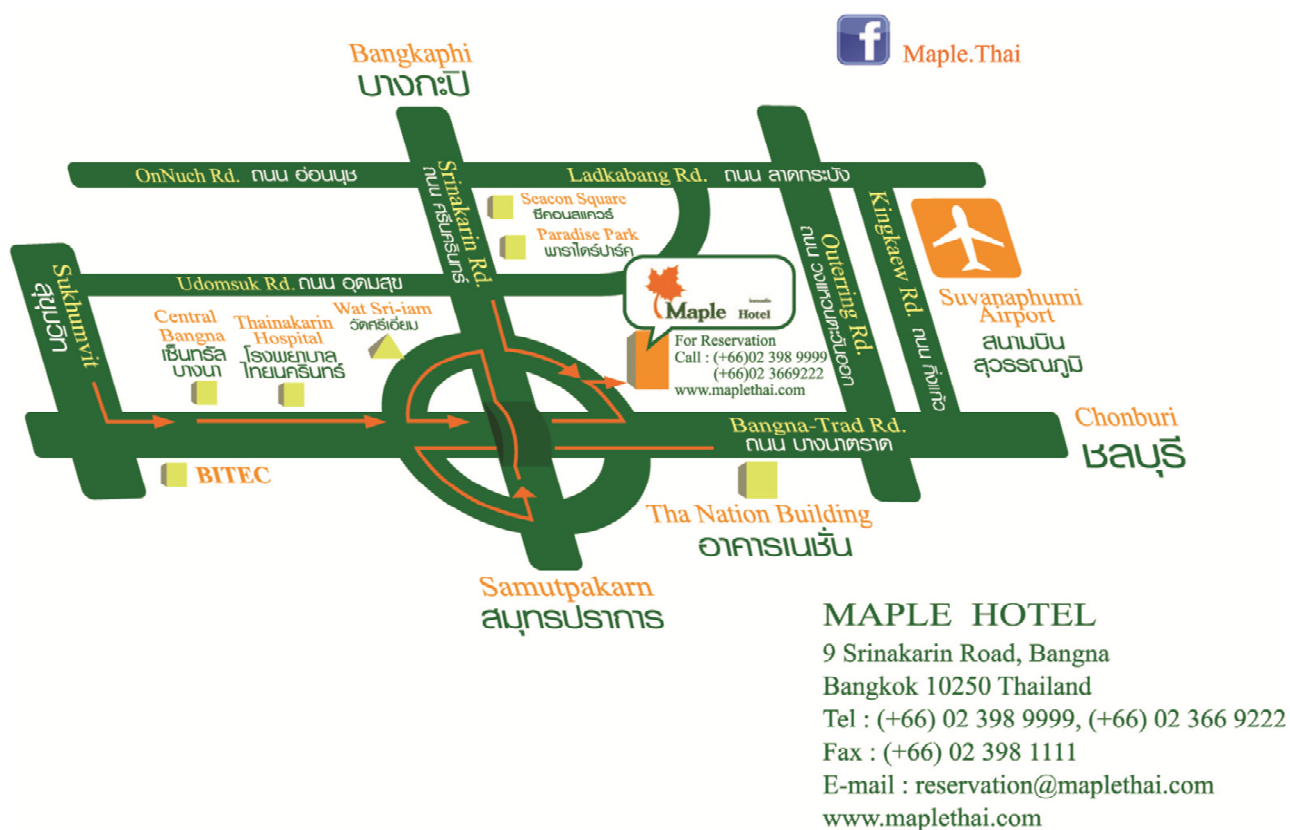 Maple.Thai
Bangkaphi
บางกะปิ
OnNuch Rd. ถนน อ่อนนุช
Ladkabang Rd. ถนน ลาดกระบัง
Srinakarin Rd.
ถนน ศรีนครินทร์
Seacon Square
ซีคอนสแควร์
Paradise Park
พาราไดร์ปาร์ค
Outerring Rd.
ถนน วงแหวนตะวันออก
Kingkaew Rd. ถนน กิ่งแก้ว
Suvanaphumi
Airport
สนามบิน
สุวรรณภูมิ
Sukhumvit
สุขุมวิท
Udomsuk Rd. ถนน อุดมสุข
Central
Bangna
เซ็นทรัล
บางนา
Thainakarin
Hospital
โรงพยาบาล
ไทยนครินทร์
Wat Sri-iam
วัดศรีเอี่ยม
Maple Hotel
For Reservation
Call : (+66)02 398 9999
(+66)02 3669222
www.maplethai.com
Bangna-Trad Rd.
ถนน บางนาตราด
Chonburi
ชลบุรี
BITEC
Tha Nation Building
อาคารเนชั่น
Samutpakarn
สมุทรปราการ
MAPLE HOTEL
9 Srinakarin Road, Bangna
Bangkok 10250 Thailand
Tel : (+66) 02 398 9999, (+66) 02 366 9222
Fax : (+66) 02 398 1111
E-mail : reservation@maplethai.com
www.maplethai.com